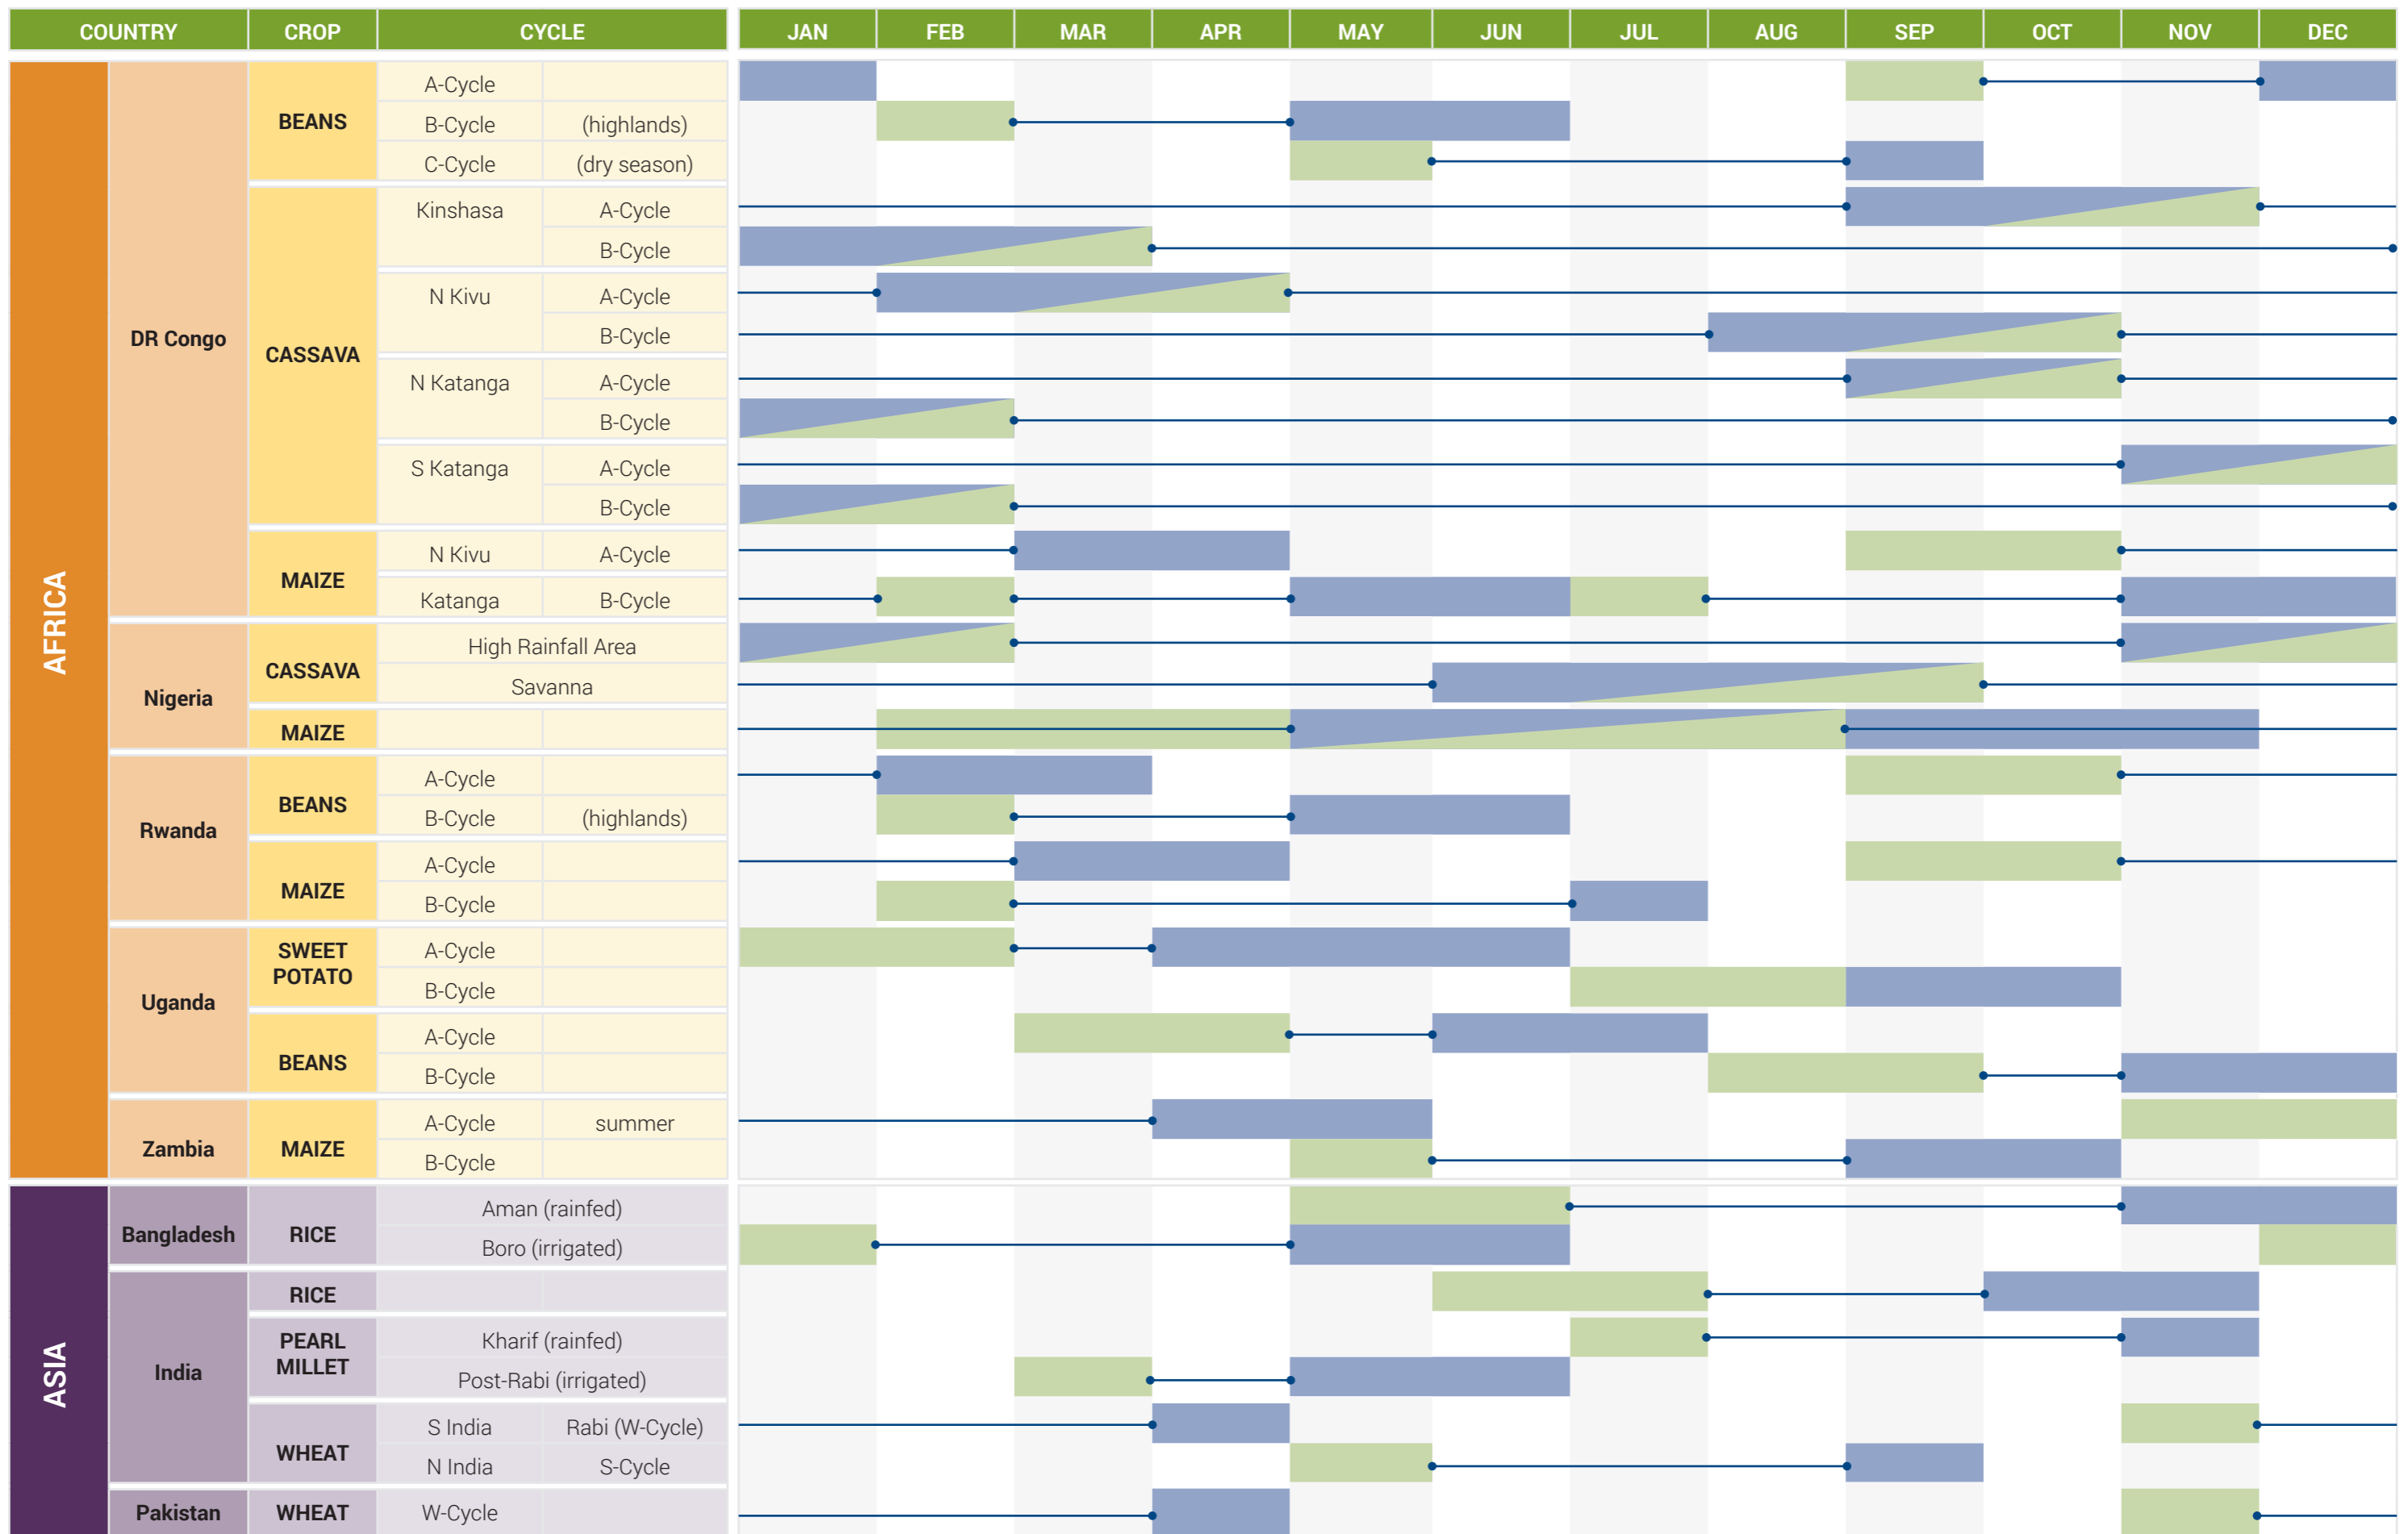 COUNTRY CROP CYCLE JAN FEB MAR APR MAY JUN JUL AUG SEP OCT NOV DEC
AFRICA
DR Congo
BEANS
A-Cycle
B-Cycle (highlands)
C-Cycle (dry season)
CASSAVA
Kinshasa A-Cycle
B-Cycle
N Kivu A-Cycle
B-Cycle
N Katanga A-Cycle
B-Cycle
S Katanga A-Cycle
B-Cycle
MAIZE
N Kivu A-Cycle
Katanga B-Cycle
Nigeria
CASSAVA
High Rainfall Area
Savanna
MAIZE
Rwanda
BEANS
A-Cycle
B-Cycle (highlands)
MAIZE
A-Cycle
B-Cycle
Uganda
SWEET
POTATO
A-Cycle
B-Cycle
BEANS
A-Cycle
B-Cycle
Zambia
MAIZE
A-Cycle summer
B-Cycle
ASIA
Bangladesh
RICE
Aman (rainfed)
Boro (irrigated)
India
RICE
PEARL
MILLET
Kharif (rainfed)
Post-Rabi (irrigated)
WHEAT
S India Rabi (W-Cycle)
N India S-Cycle
Pakistan WHEAT W-Cycle